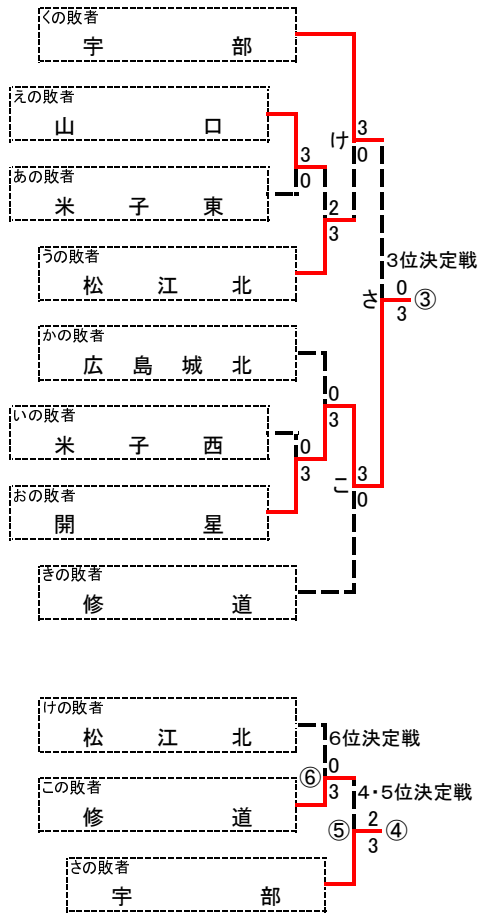 くの敗者
宇部
えの敗者
山口
あの敗者
米子東
うの敗者
松江北
かの敗者
広島城北
いの敗者
米子西
おの敗者
開星
きの敗者
修道
3
0
2
3
け
3
0
0
3
0
3
こ
3
0
3位決定戦
さ
0
3
③
けの敗者
松江北
この敗者
修道
さの敗者
宇部
6位決定戦
⑥
0
3
4・5位決定戦
⑤
2
3
④